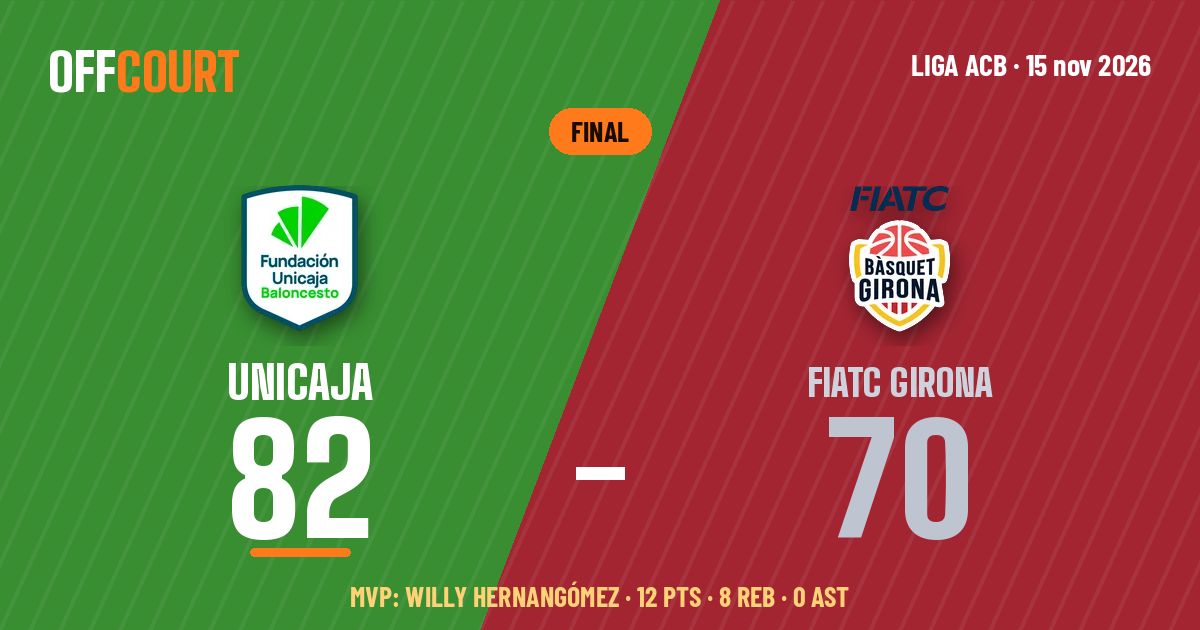 OFFCOURT
LIGA ACB · 15 nov 2026
FINAL
Fundación
Unicaja
Baloncesto
FIATC
BÀSQUET
GIRONA
UNICAJA
FIATC GIRONA
82 – 70
MVP: WILLY HERNANGÓMEZ · 12 PTS · 8 REB · 0 AST